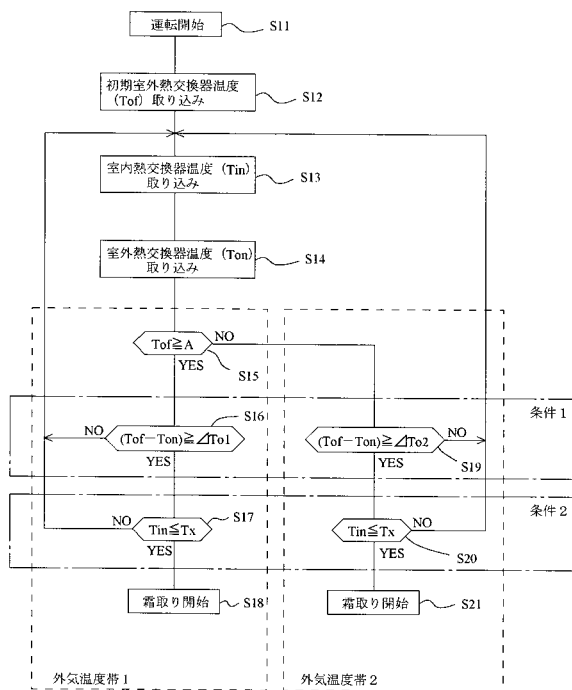 運転開始
S11
初期室外熱交換器温度
(Tof) 取り込み
S12
室内熱交換器温度 (Tin)
取り込み
S13
室外熱交換器温度 (Ton)
取り込み
S14
Tof≧A
NO
YES
S15
条件1
S16
NO
(Tof−Ton)≧⊿To1
YES
(Tof−Ton)≧⊿To2
NO
YES
S19
条件2
NO
Tin≦Tx
S17
YES
Tin≦Tx
NO
YES
S20
霜取り開始
S18
霜取り開始
S21
外気温度帯1
外気温度帯2